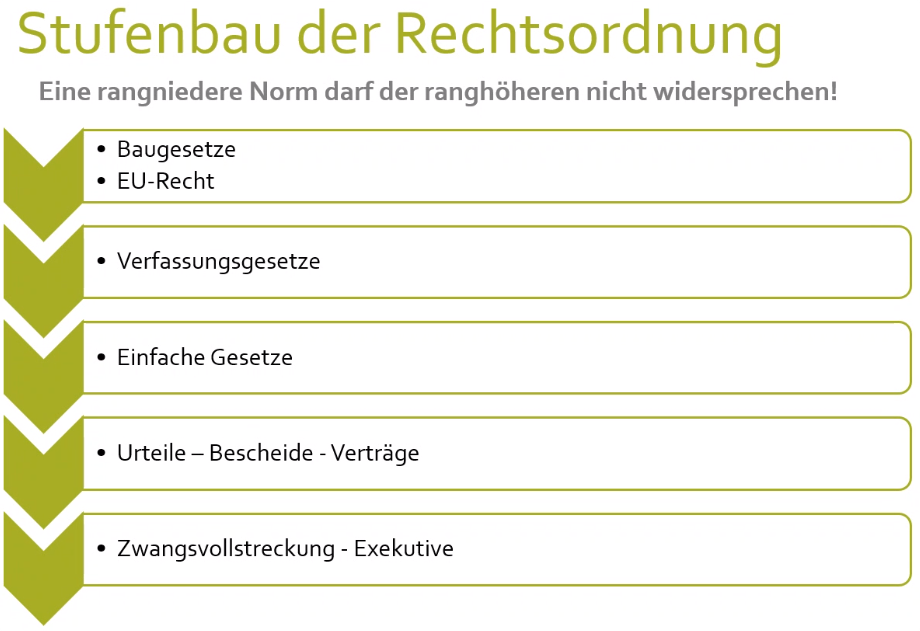 Stufenbau der Rechtsordnung
Eine rangniedere Norm darf der ranghöheren nicht widersprechen!
• Baugesetze
• EU-Recht
• Verfassungsgesetze
• Einfache Gesetze
• Urteile – Bescheide - Verträge
• Zwangsvollstreckung - Exekutive